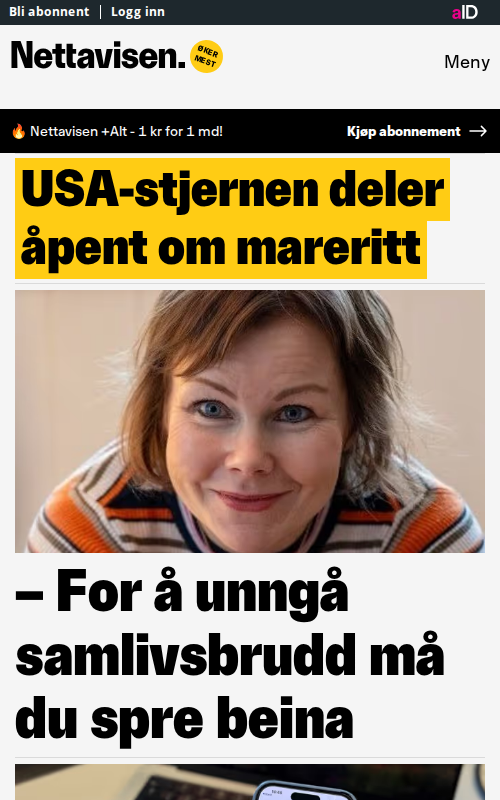 Bli abonnent Logg inn aID
Nettavisen. ØKER MEST
Meny
🔥 Nettavisen +Alt - 1 kr for 1 md! Kjøp abonnement →
USA-stjernen deler
åpent om mareritt
– For å unngå
samlivsbrudd må
du spre beina